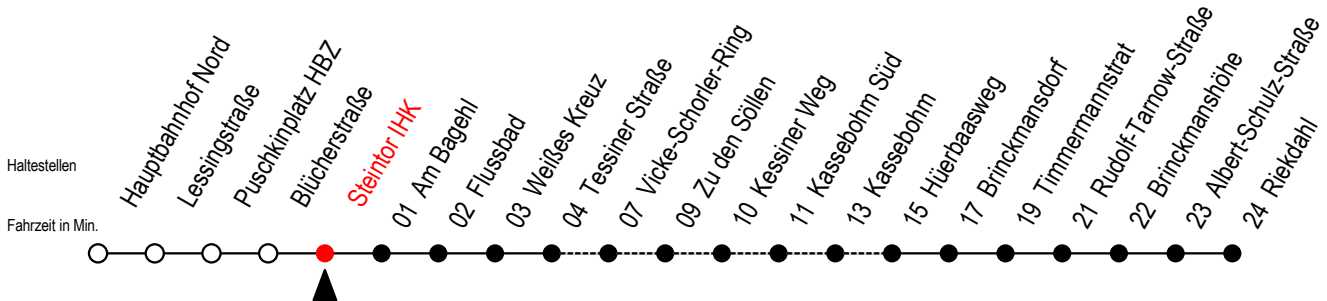 Haltestellen
Fahrzeit in Min.
Hauptbahnhof Nord
Lessingstraße
Puschkinplatz HBZ
Blücherstraße
Steintor IHK
01 Am Bagehl
02 Flussbad
03 Weißes Kreuz
04 Tessiner Straße
07 Vicke-Schorler-Ring
09 Zu den Söllen
10 Kessiner Weg
11 Kassebohm Süd
13 Kassebohm
15 Hüerbaasweg
17 Brinckmansdorf
19 Timmermannstrat
21 Rudolf-Tarnow-Straße
22 Brinckmanshöhe
23 Albert-Schulz-Straße
24 Riekdahl